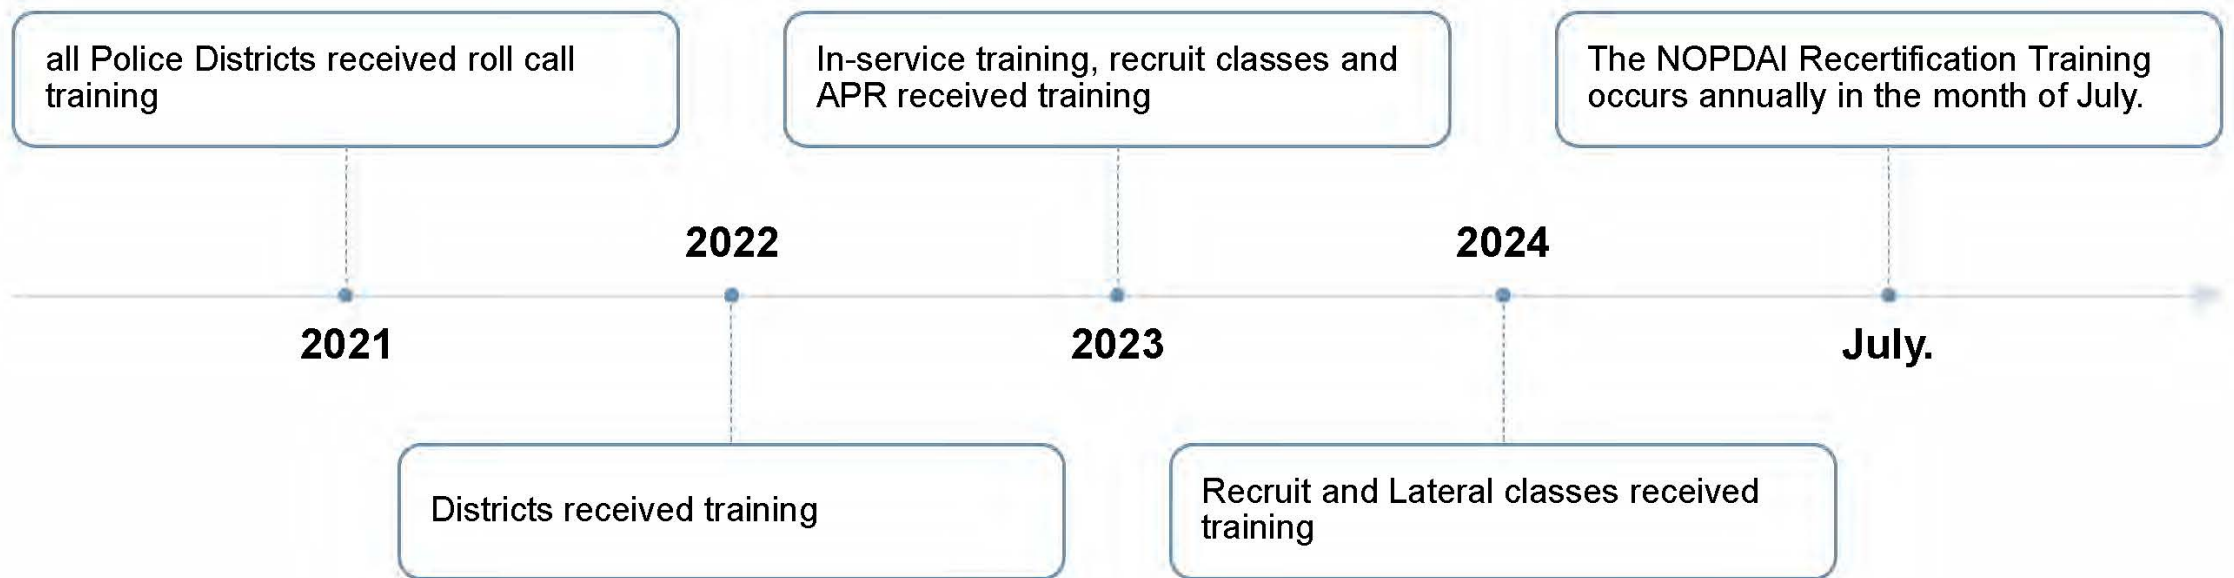 all Police Districts received roll call
training
In-service training, recruit classes and
APR received training
The NOPDAI Recertification Training
occurs annually in the month of July.
2022
2024
2021
2023
July.
Districts received training
Recruit and Lateral classes received
training